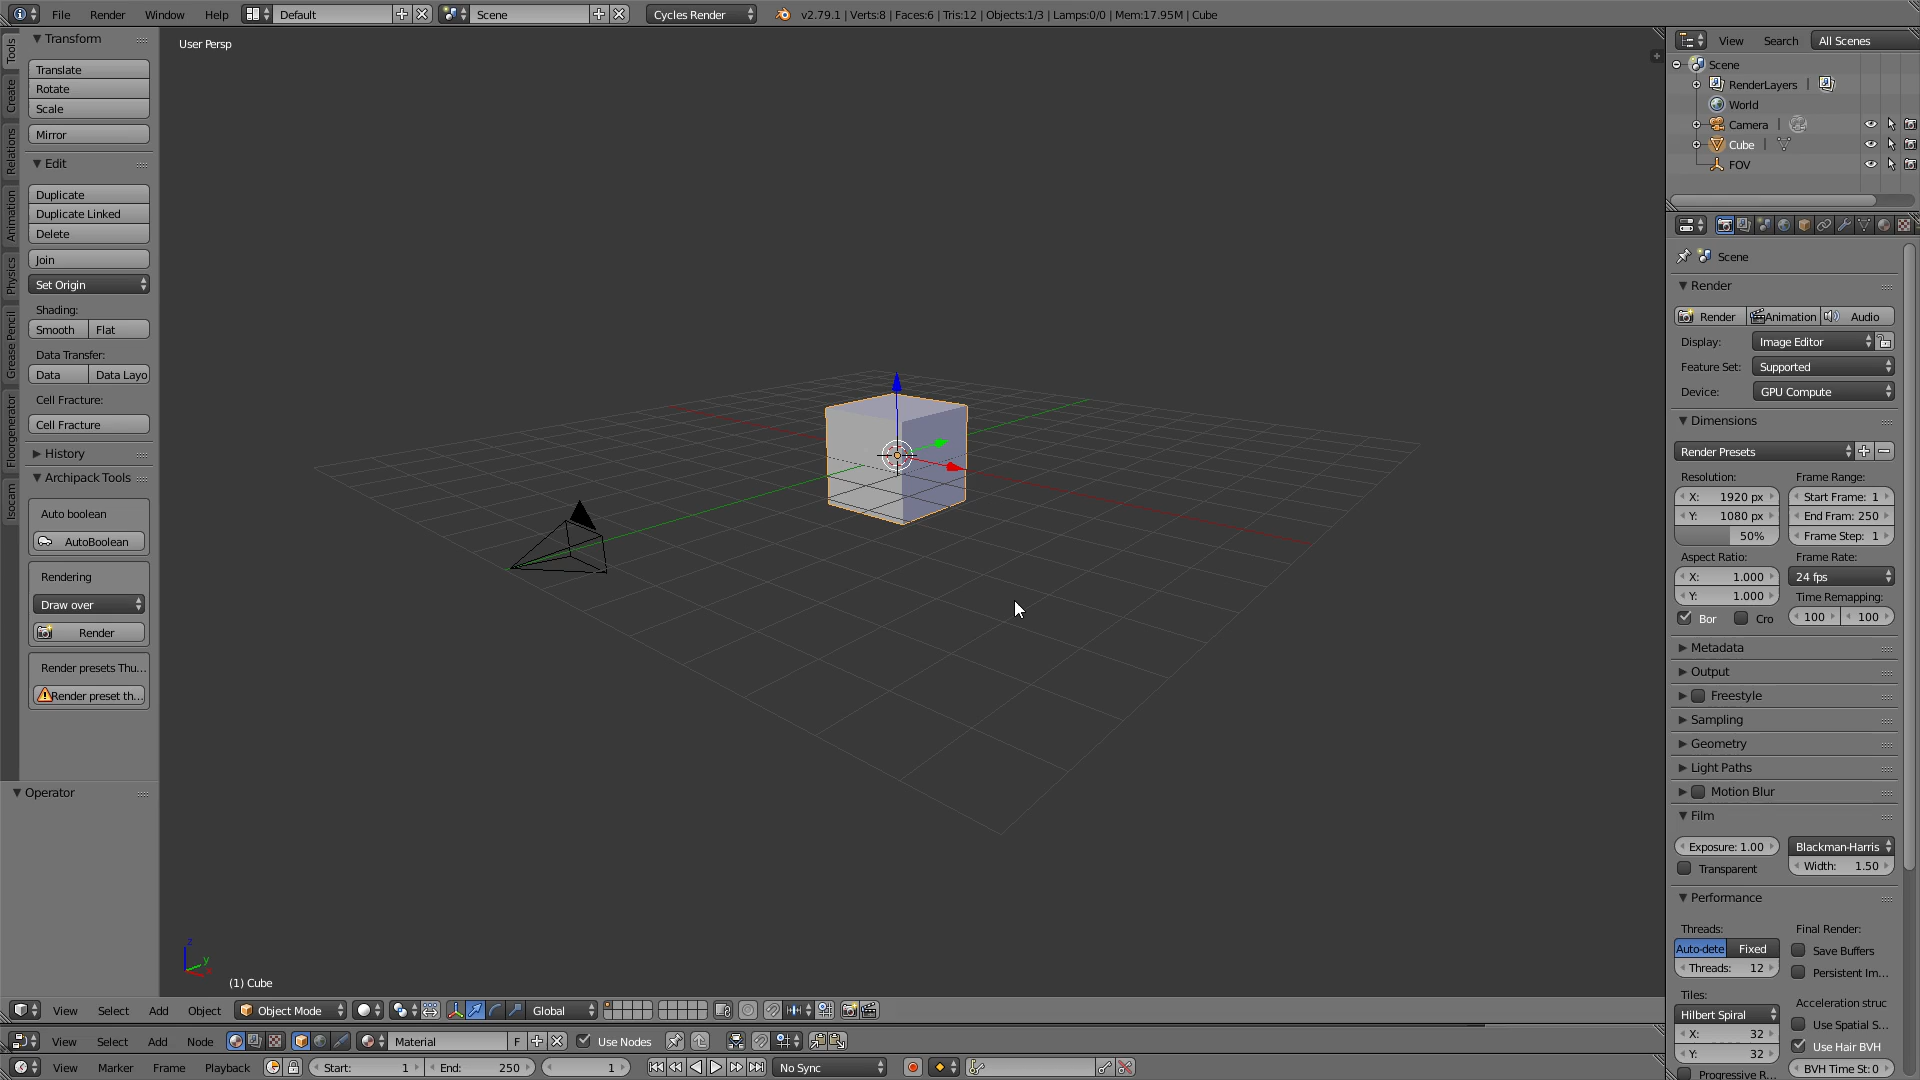 File Render Window Help Default Scene Cycles Render v2.79.1 | Verts:8 | Faces:6 | Tris:12 | Objects:1/3 | Lamps:0/0 | Mem:17.95M | Cube
Tools
Create
Relations
Animation
Physics
Grease Pencil
Floorgenerator
Isocam
Transform
Translate
Rotate
Scale
Mirror
Edit
Duplicate
Duplicate Linked
Delete
Join
Set Origin
Shading:
Smooth Flat
Data Transfer:
Data Data Layo
Cell Fracture:
Cell Fracture
History
Archipack Tools
Auto boolean
AutoBoolean
Rendering
Draw over
Render
Render presets Thu...
Render preset th...
Operator
User Persp
z
y
x
(1) Cube
View Search All Scenes
Scene
RenderLayers |
World
Camera |
Cube |
FOV
Scene
Render
Render Animation Audio
Display: Image Editor
Feature Set: Supported
Device: GPU Compute
Dimensions
Render Presets
Resolution: Frame Range:
X: 1920 px Start Frame: 1
Y: 1080 px End Fram: 250
50% Frame Step: 1
Aspect Ratio: Frame Rate:
X: 1.000 24 fps
Y: 1.000 Time Remapping:
Bor Cro 100 100
Metadata
Output
Freestyle
Sampling
Geometry
Light Paths
Motion Blur
Film
Exposure: 1.00 Blackman-Harris
Transparent Width: 1.50
Performance
Threads: Final Render:
Auto-dete Fixed Save Buffers
Threads: 12 Persistent Im...
Tiles: Acceleration struc
Hilbert Spiral Use Spatial S...
X: 32 Use Hair BVH
Y: 32 BVH Time St: 0
Progressive R...
View Select Add Object Object Mode Global
View Select Add Node Material F Use Nodes
View Marker Frame Playback Start: 1 End: 250 1 No Sync